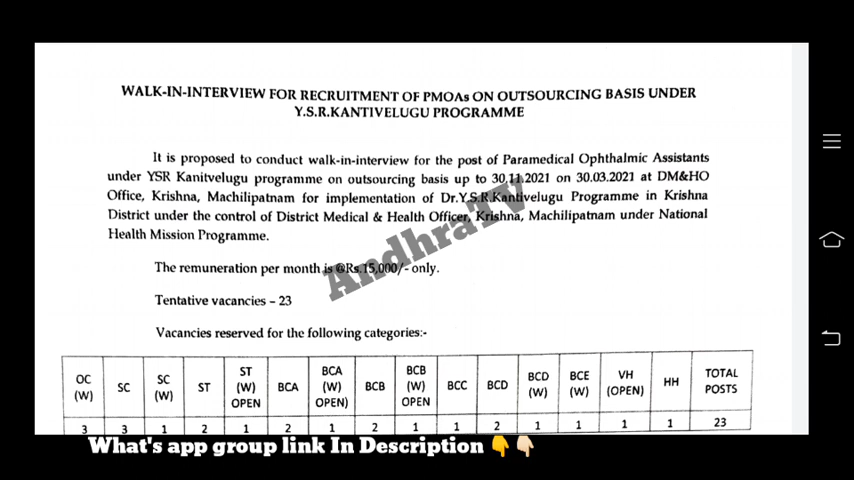 WALK-IN-INTERVIEW FOR RECRUITMENT OF PMOAs ON OUTSOURCING BASIS UNDER
Y.S.R.KANTIVELUGU PROGRAMME
It is proposed to conduct walk-in-interview for the post of Paramedical Ophthalmic Assistants
under YSR Kanitvelugu programme on outsourcing basis up to 30.11.2021 on 30.03.2021 at DM&HO
Office, Krishna, Machilipatnam for implementation of Dr.Y.S.R.Kantivelugu Programme in Krishna
District under the control of District Medical & Health Officer, Krishna, Machilipatnam under National
Health Mission Programme.
AndhraTV
The remuneration per month is @Rs.15,000/- only.
Tentative vacancies – 23
Vacancies reserved for the following categories:-
OC (W) SC SC (W) ST ST (W) OPEN BCA BCA (W) OPEN) BCB BCB (W) OPEN BCC BCD BCD (W) BCE (W) VH (OPEN) HH TOTAL POSTS
3 3 1 2 1 2 1 2 1 1 2 1 1 1 1 23
What's app group link In Description 👇👇🏻